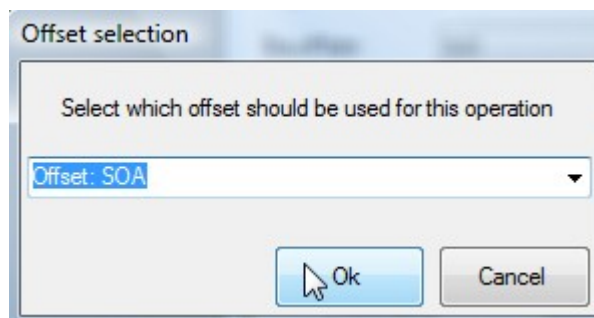 Offset selection
Select which offset should be used for this operation
Offset: SOA
Ok
Cancel